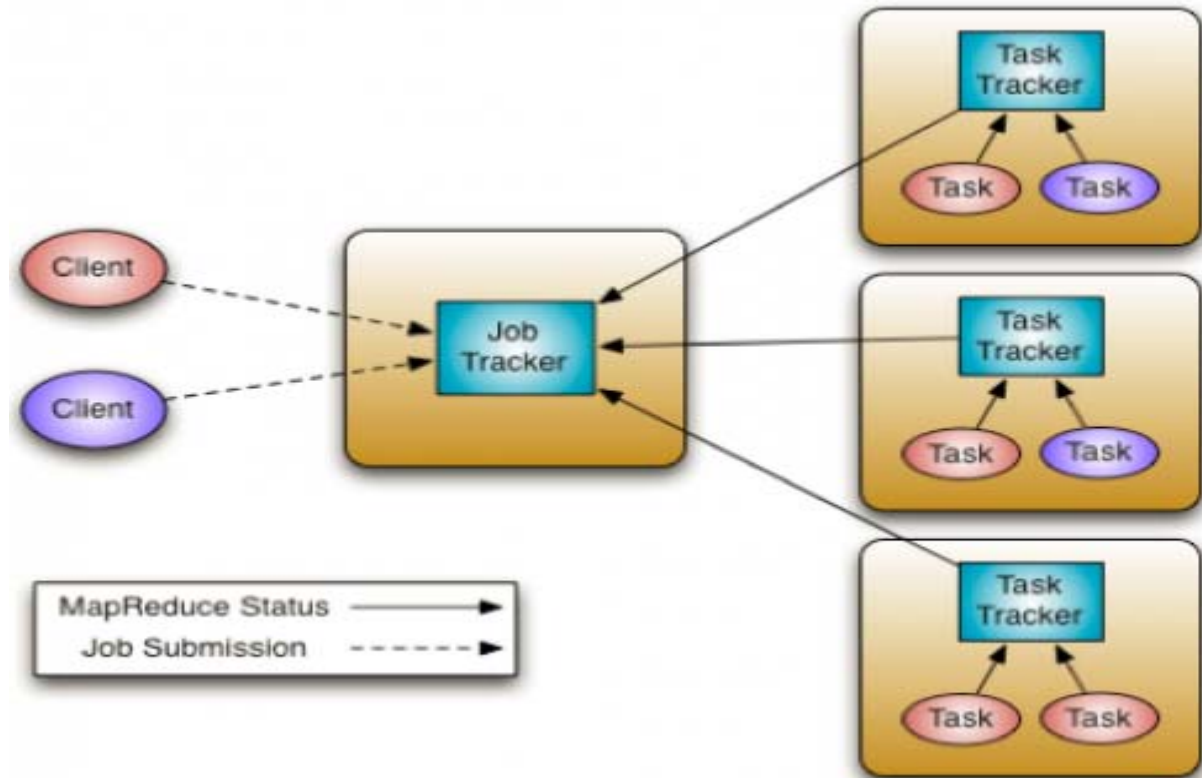 Task
Tracker
Task
Task
Client
Client
Job
Tracker
Task
Tracker
Task
Task
MapReduce Status
Job Submission
Task
Tracker
Task
Task